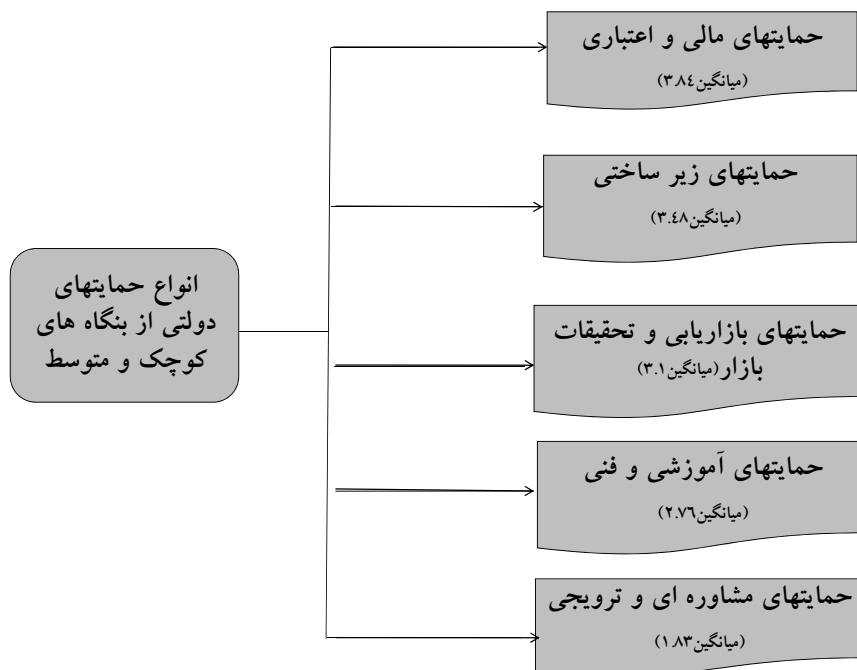 حمایتهای مالی و اعتباری
(میانگین۳.۸٤)
حمایتهای زیر ساختی
(میانگین۳.٤۸)
انواع حمایتهای
دولتی از بنگاه های
کوچک و متوسط
حمایتهای بازاریابی و تحقیقات
بازار(میانگین۳.۱)
حمایتهای آموزشی و فنی
(میانگین۲.۷٦)
حمایتهای مشاوره ای و ترویجی
(میانگین۱.۸۳)